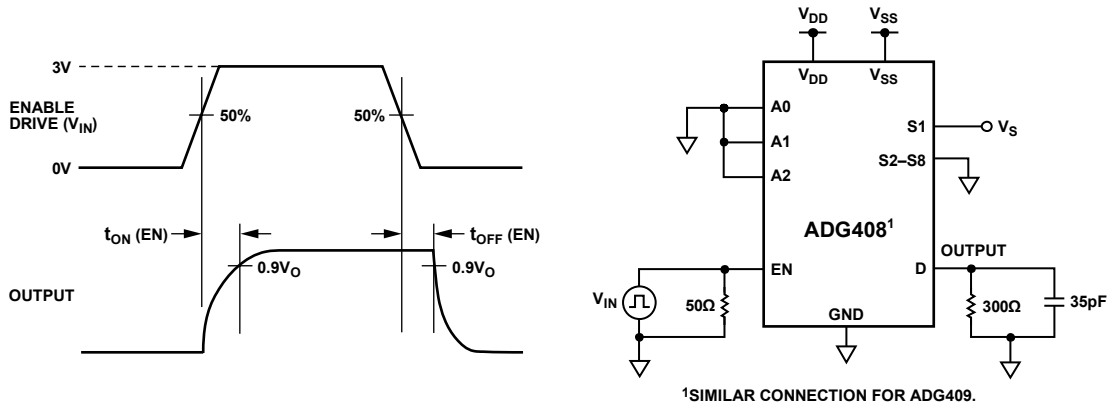 3V
ENABLE
DRIVE (VIN)
50%
50%
0V
tON (EN)
tOFF (EN)
0.9VO
0.9VO
OUTPUT
VDD
VSS
VDD
VSS
A0
A1
A2
S1
VS
S2–S8
ADG408¹
OUTPUT
EN
D
VIN
50Ω
300Ω
35pF
GND
¹SIMILAR CONNECTION FOR ADG409.